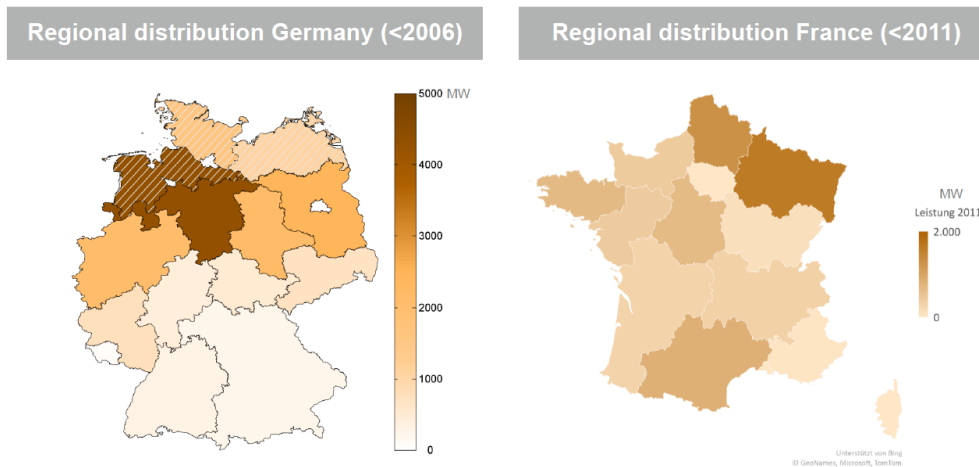 Regional distribution Germany (<2006)
5000 MW
4000
3000
2000
1000
0
Regional distribution France (<2011)
MW
Leistung 2011
2.000
0
Unterstützt von Bing
© GeoNames, Microsoft, TomTom